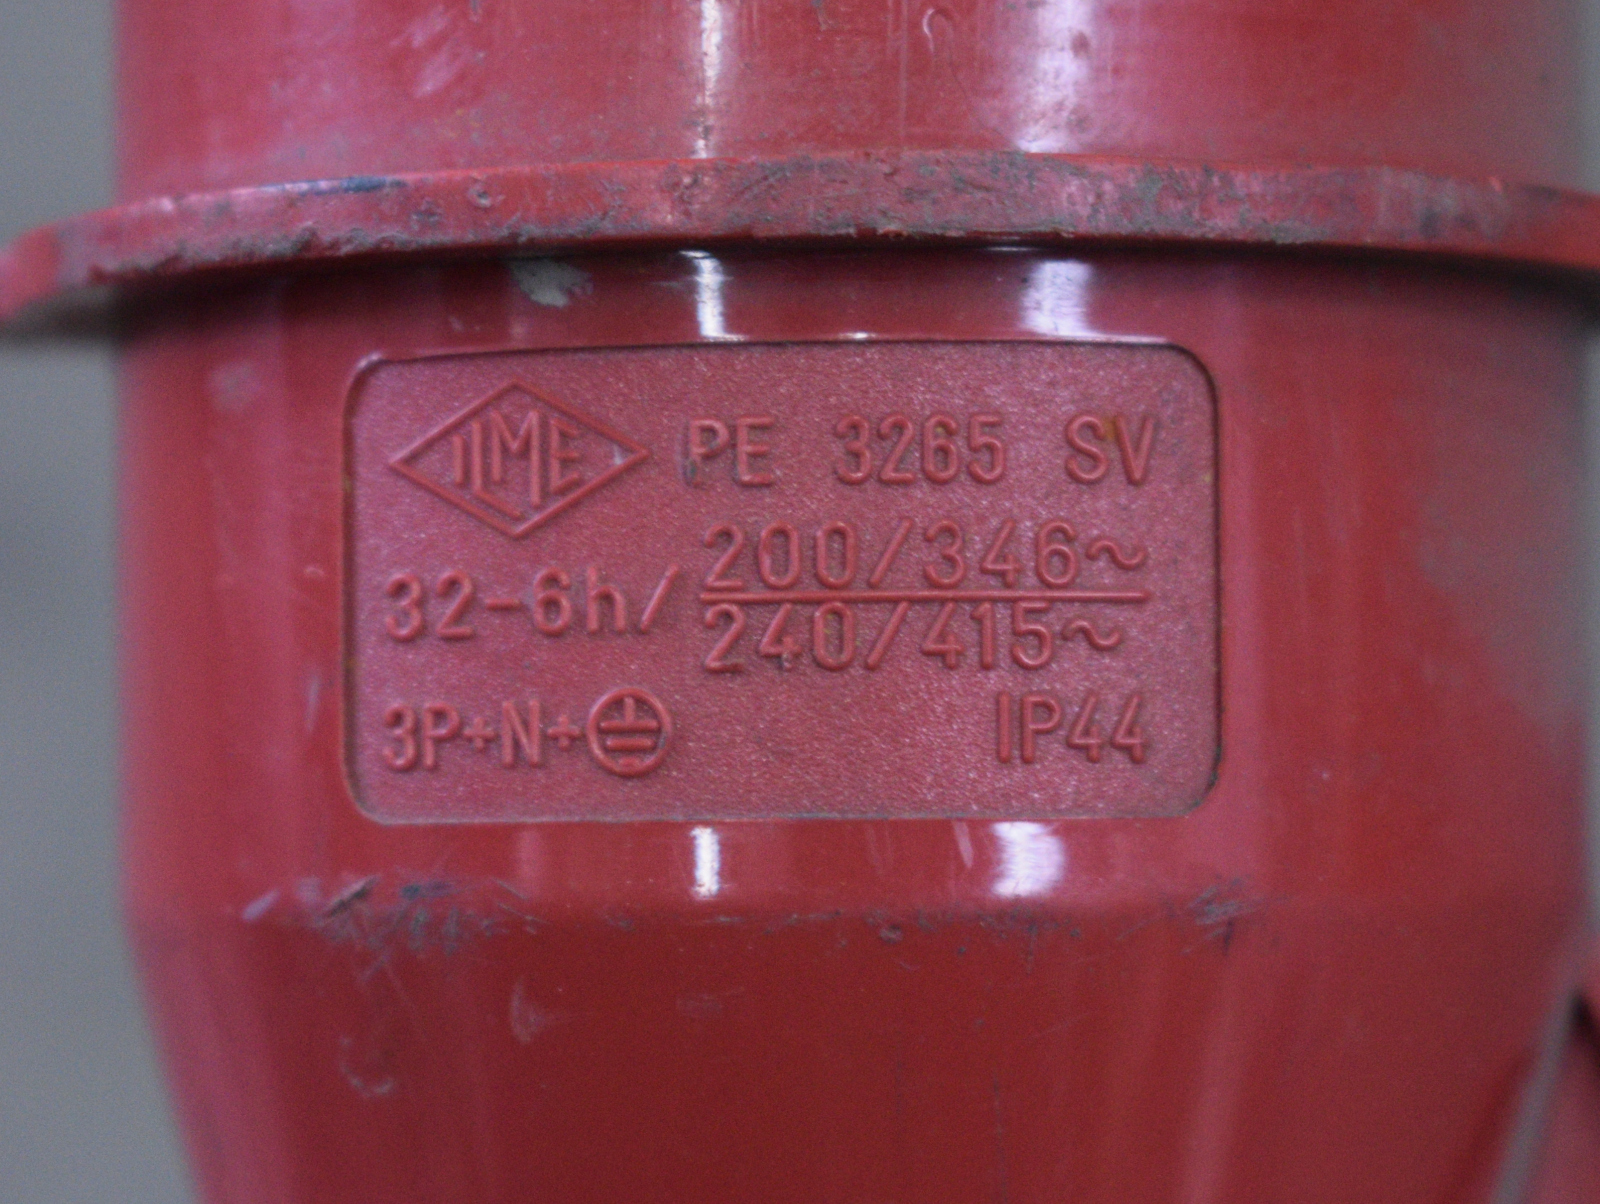 ILME PE 3265 SV
32-6h/ 200/346~
240/415~
3P+N+⏚ IP44